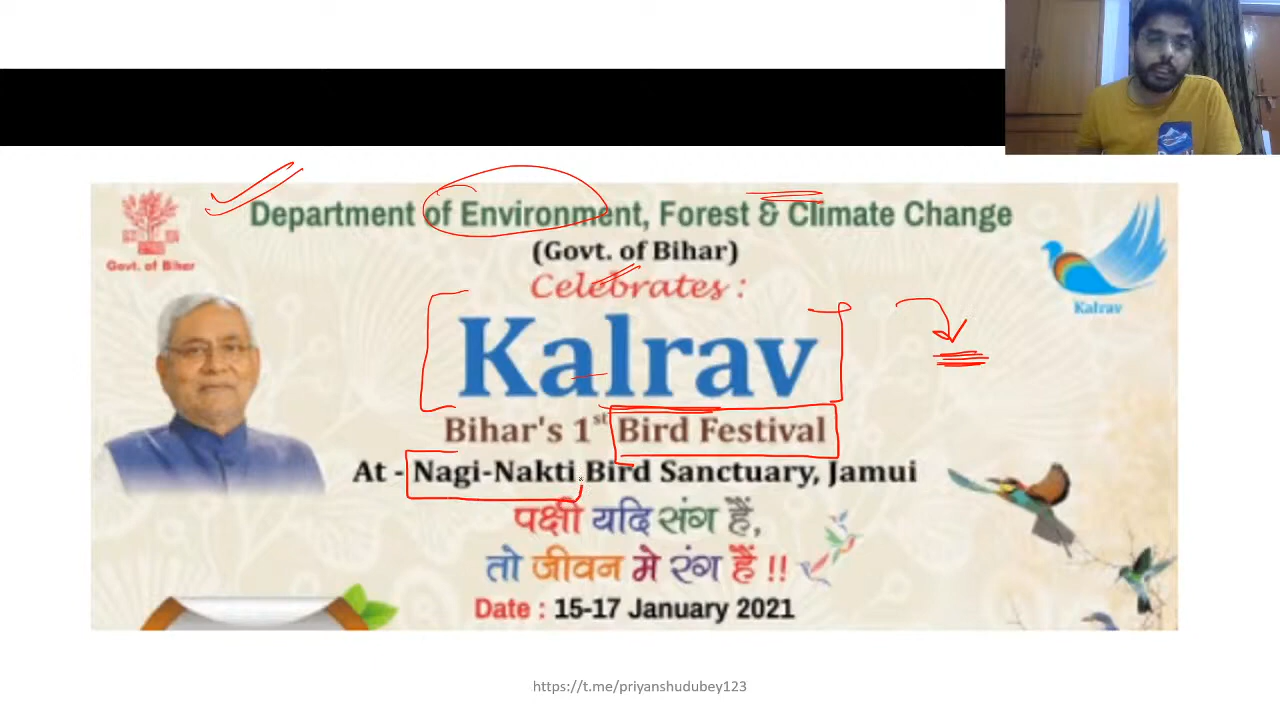 Department of Environment, Forest & Climate Change
Govt. of Bihar
(Govt. of Bihar)
Celebrates :
Kalrav
Kalrav
Bihar's 1st Bird Festival
At - Nagi-Nakti Bird Sanctuary, Jamui
पक्षी यदि संग हैं,
तो जीवन मे रंग हैं !!
Date : 15-17 January 2021
https://t.me/priyanshudubey123